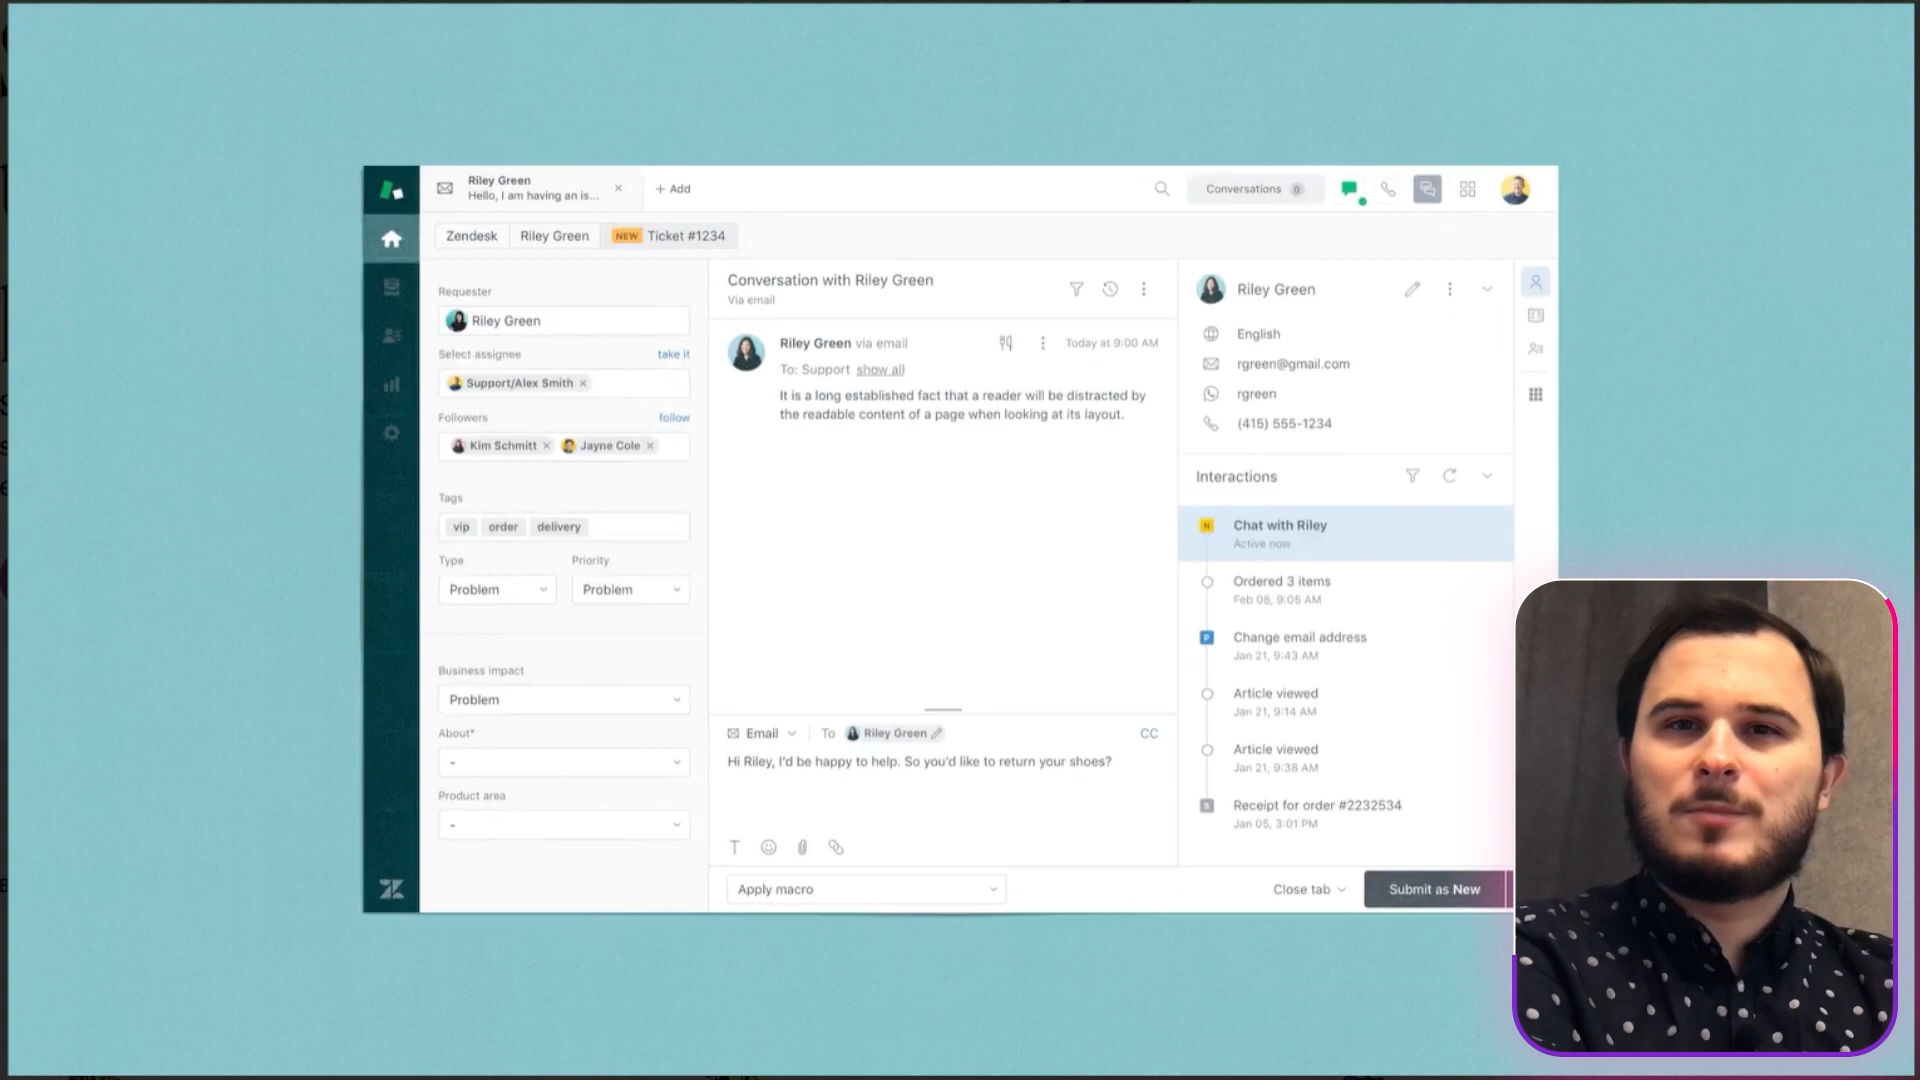 Riley Green
Hello, I am having an is...
+ Add
Conversations 0
Zendesk
Riley Green
NEW Ticket #1234
Requester
Riley Green
Select assignee take it
Support/Alex Smith ×
Followers follow
Kim Schmitt × Jayne Cole ×
Tags
vip order delivery
Type Priority
Problem Problem
Business impact
Problem
About*
-
Product area
-
Conversation with Riley Green
Via email
Riley Green via email Today at 9:00 AM
To: Support show all
It is a long established fact that a reader will be distracted by
the readable content of a page when looking at its layout.
Email To Riley Green CC
Hi Riley, I'd be happy to help. So you'd like to return your shoes?
Apply macro
Close tab
Submit as New
Riley Green
English
rgreen@gmail.com
rgreen
(415) 555-1234
Interactions
N Chat with Riley
Active now
Ordered 3 items
Feb 08, 9:05 AM
P Change email address
Jan 21, 9:43 AM
Article viewed
Jan 21, 9:14 AM
Article viewed
Jan 21, 9:38 AM
S Receipt for order #2232534
Jan 05, 3:01 PM